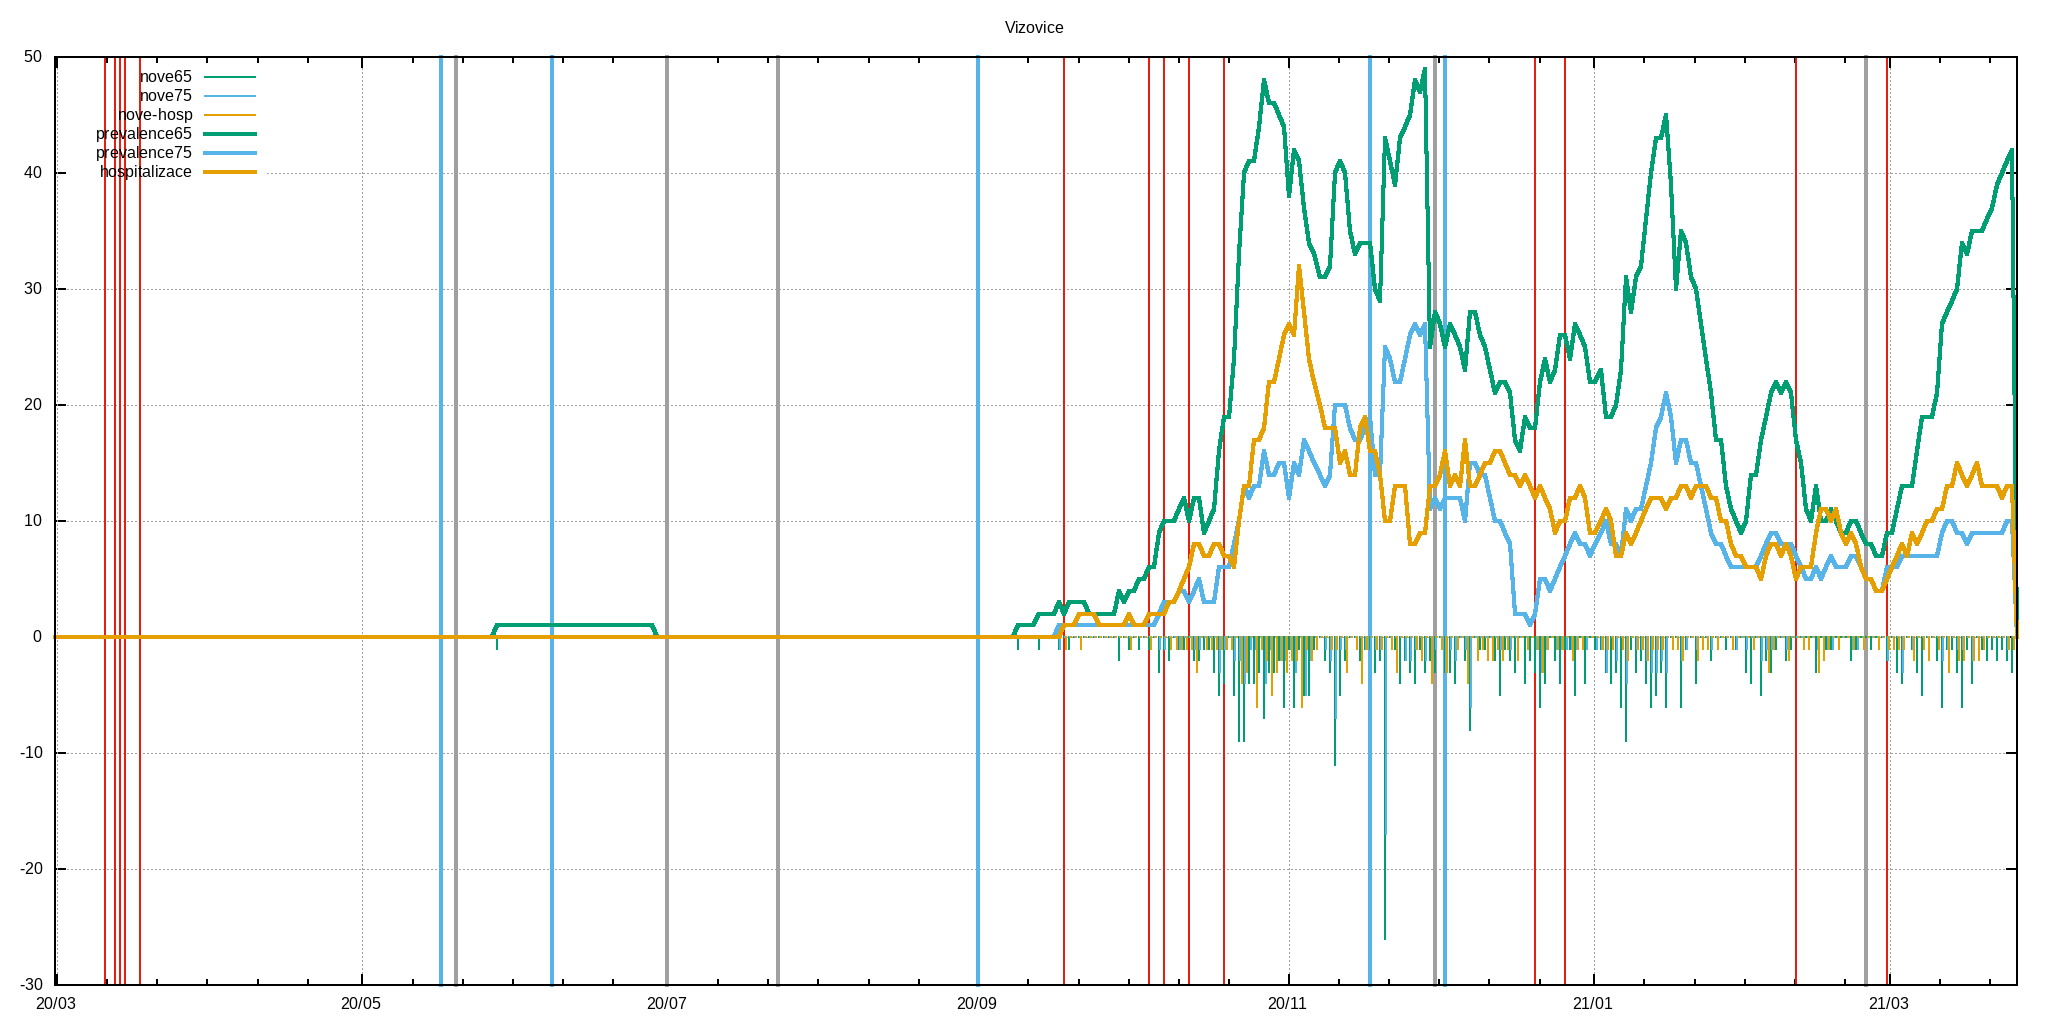 Vizovice
50
40
30
20
10
0
-10
-20
-30
nove65
nove75
nove-hosp
prevalence65
prevalence75
hospitalizace
20/03 20/05 20/07 20/09 20/11 21/01 21/03